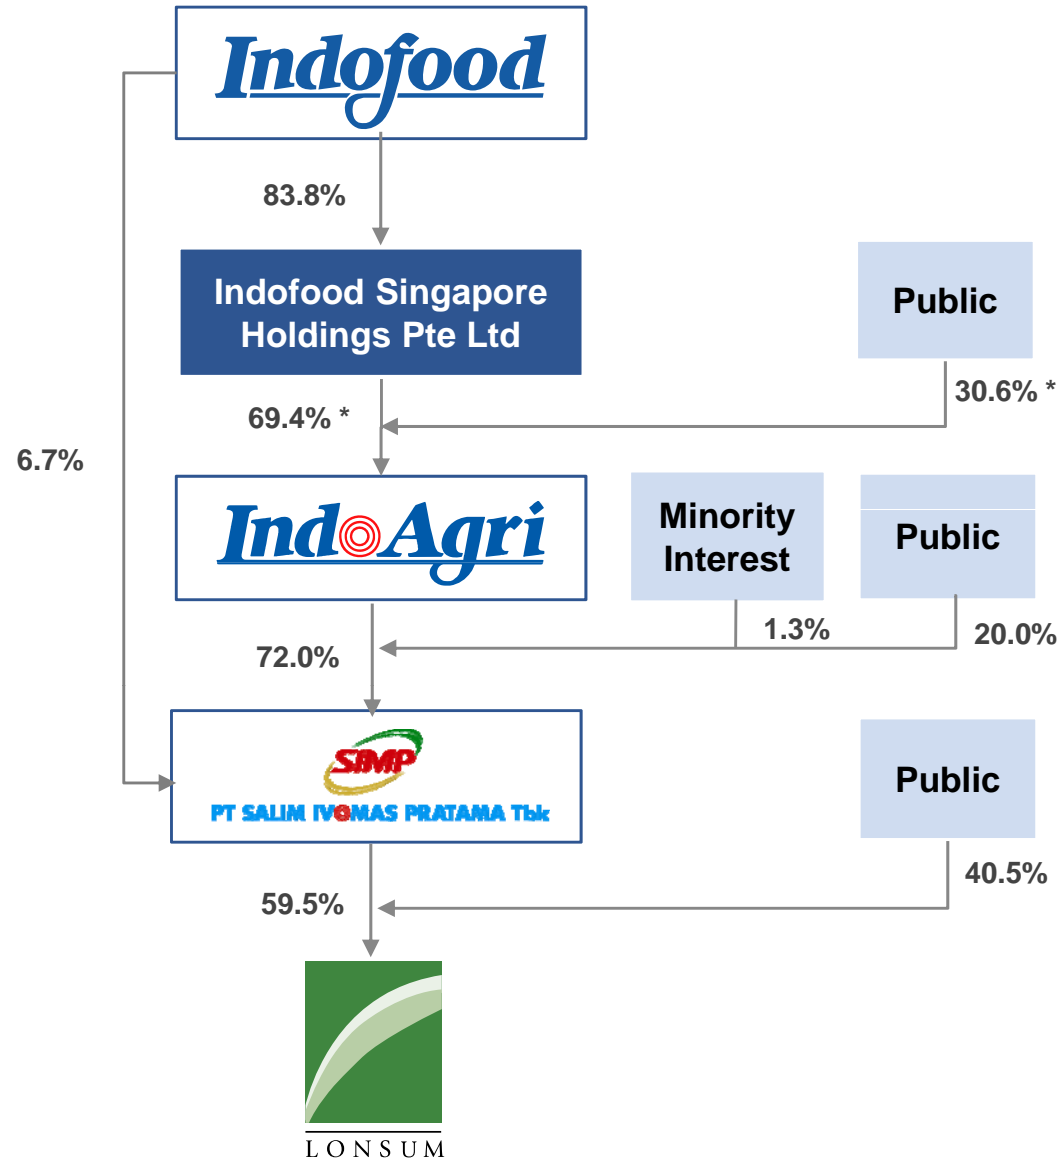 Indofood
83.8%
Indofood Singapore
Holdings Pte Ltd
Public
69.4% *
30.6% *
6.7%
IndoAgri
Minority
Interest
Public
72.0%
1.3%
20.0%
SIMP
PT SALIM IVOMAS PRATAMA Tbk
Public
59.5%
40.5%
LONSUM